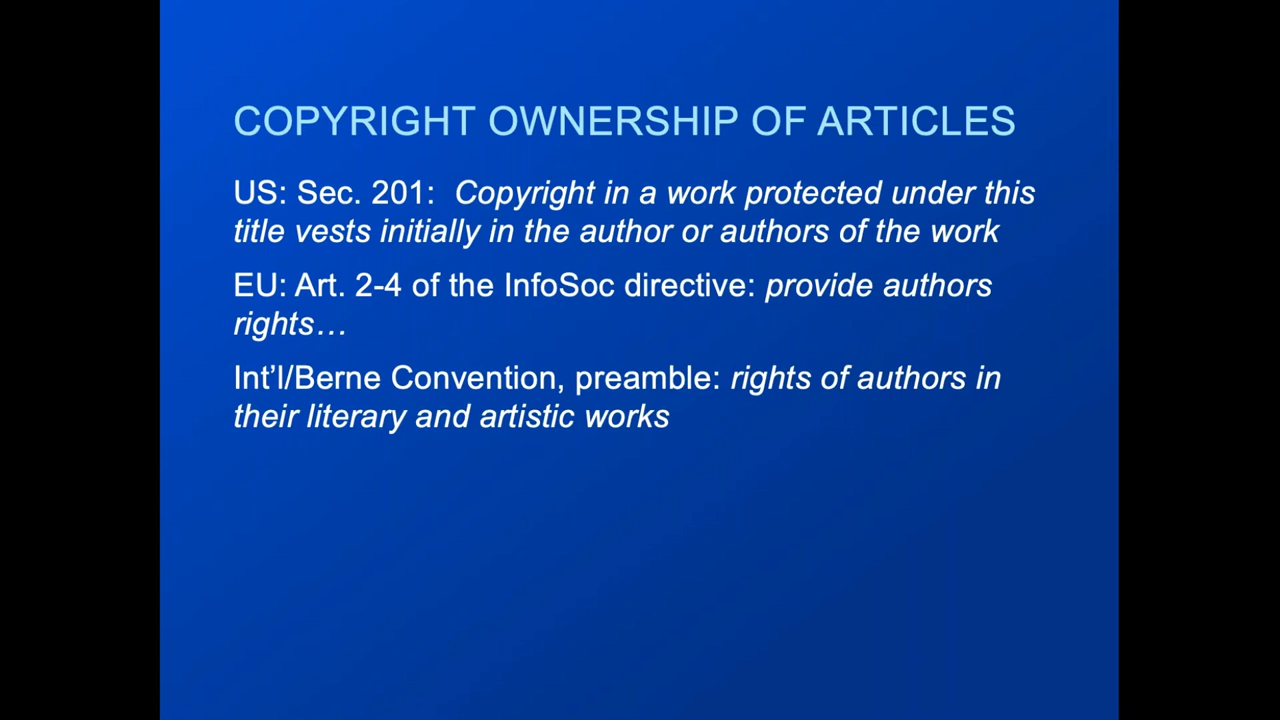 COPYRIGHT OWNERSHIP OF ARTICLES
US: Sec. 201:  Copyright in a work protected under this
title vests initially in the author or authors of the work
EU: Art. 2-4 of the InfoSoc directive: provide authors
rights…
Int’l/Berne Convention, preamble: rights of authors in
their literary and artistic works